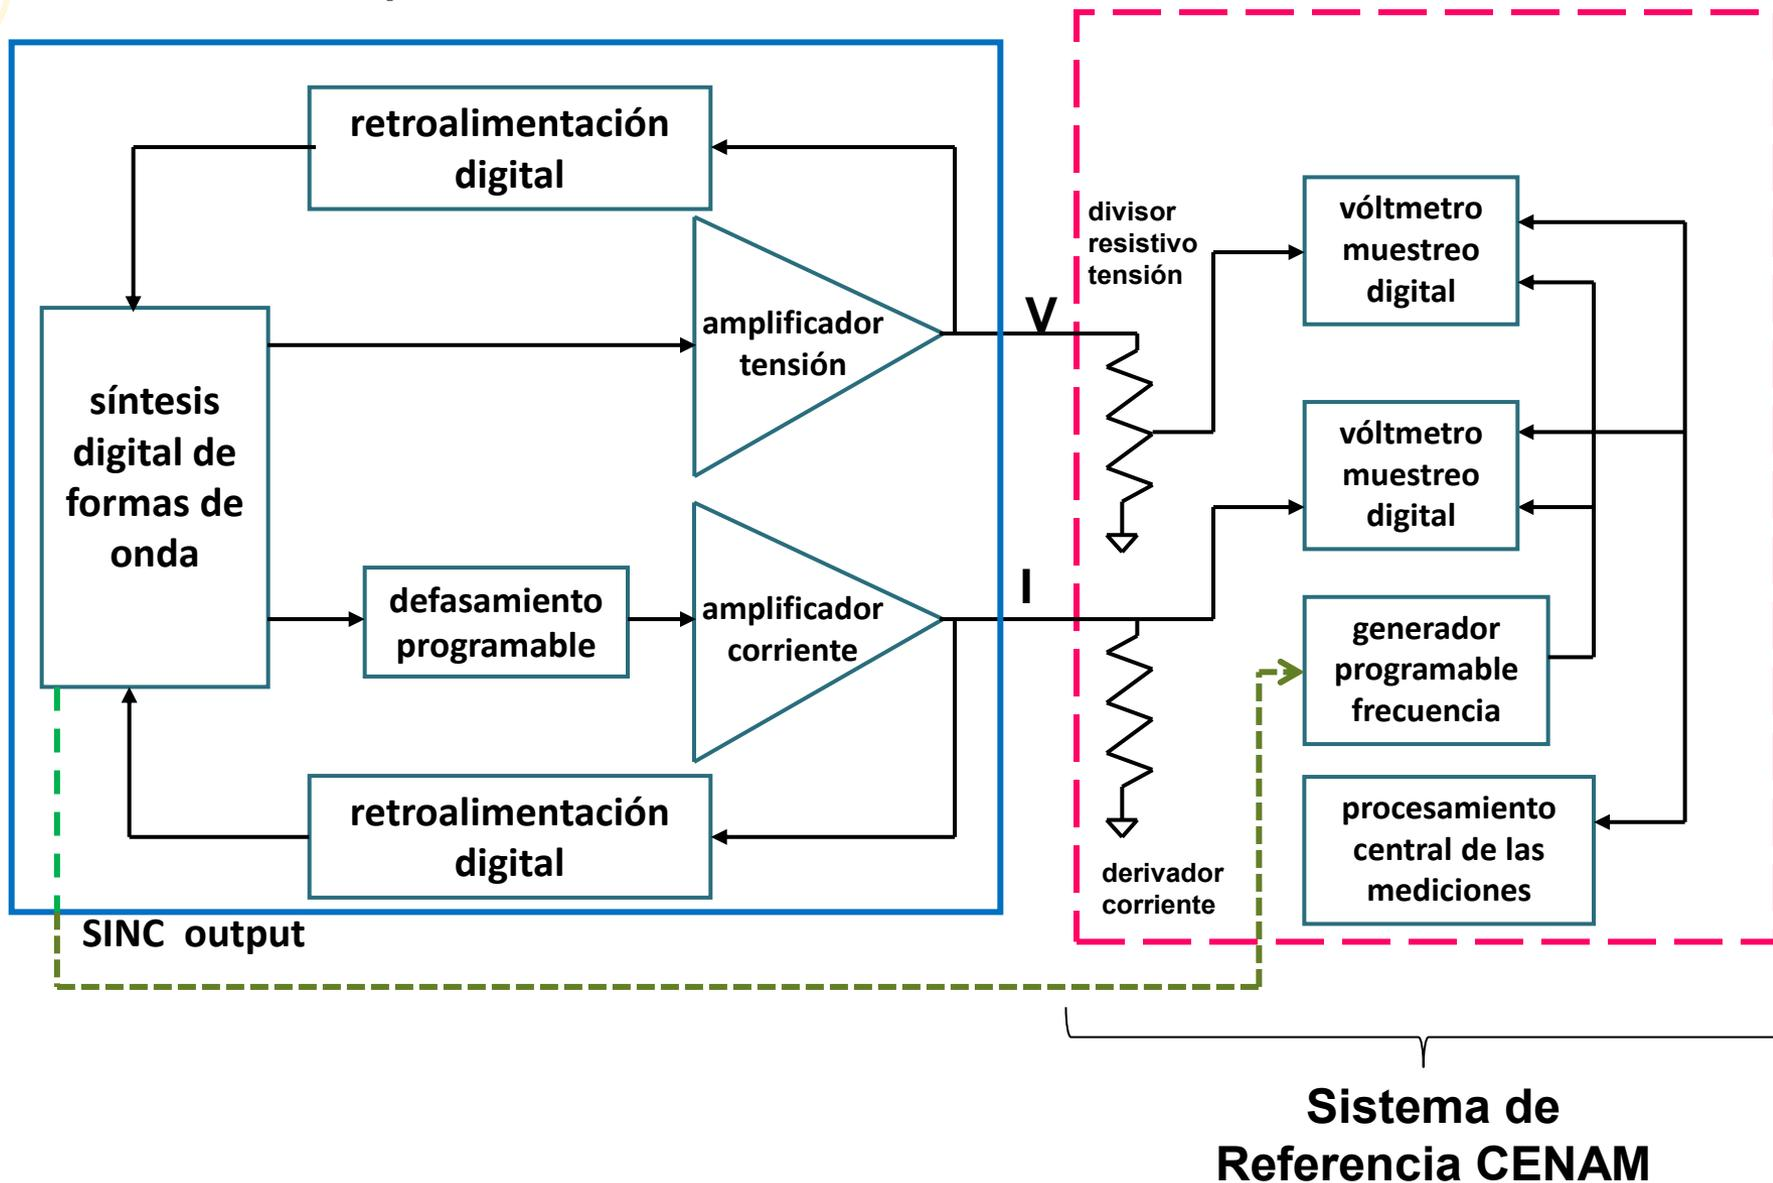 retroalimentación
digital
divisor
resistivo
tensión
vóltmetro
muestreo
digital
V
amplificador
tensión
síntesis
digital de
formas de
onda
vóltmetro
muestreo
digital
I
defasamiento
programable
amplificador
corriente
generador
programable
frecuencia
retroalimentación
digital
procesamiento
central de las
mediciones
derivador
corriente
SINC output
Sistema de
Referencia CENAM